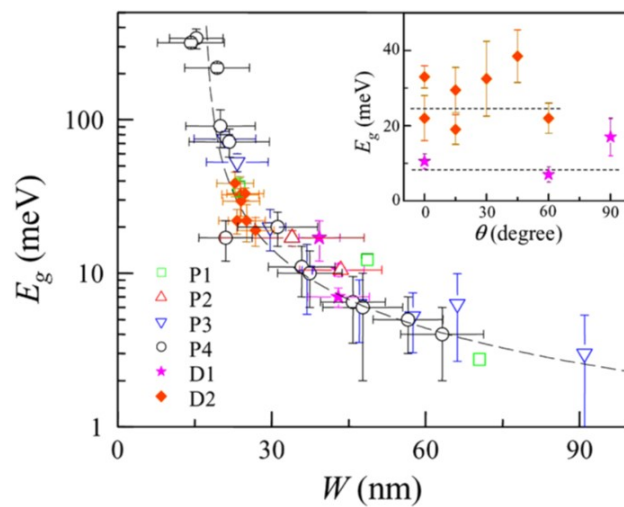 100
10
1
E_g (meV)
0
30
60
90
W (nm)
P1
P2
P3
P4
D1
D2
40
20
0
E_g (meV)
0
30
60
90
θ (degree)